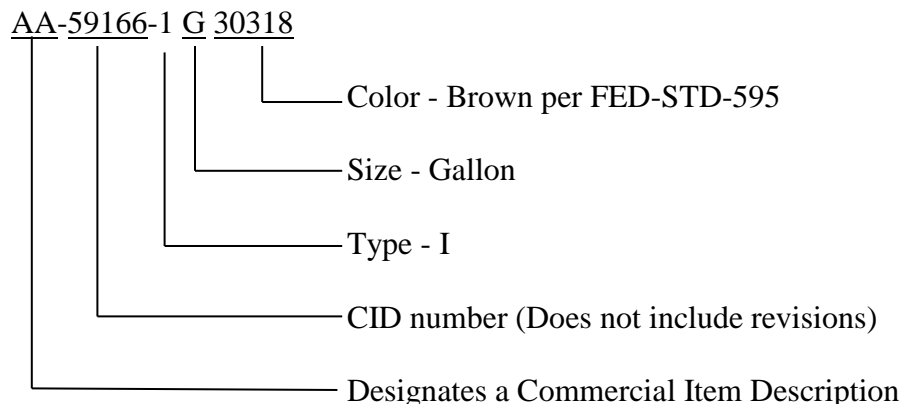 AA-59166-1 G 30318
Color - Brown per FED-STD-595
Size - Gallon
Type - I
CID number (Does not include revisions)
Designates a Commercial Item Description